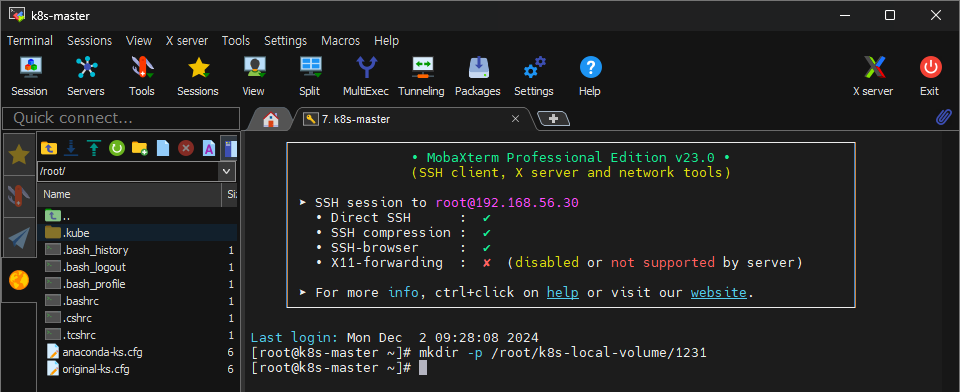 k8s-master
Terminal Sessions View X server Tools Settings Macros Help
Session Servers Tools Sessions View Split MultiExec Tunneling Packages Settings Help X server Exit
Quick connect...
7. k8s-master
/root/
Name Siz
..
.kube
.bash_history 1
.bash_logout 1
.bash_profile 1
.bashrc 1
.cshrc 1
.tcshrc 1
anaconda-ks.cfg 6
original-ks.cfg 6
• MobaXterm Professional Edition v23.0 •
(SSH client, X server and network tools)
➤ SSH session to root@192.168.56.30
• Direct SSH : ✔
• SSH compression : ✔
• SSH-browser : ✔
• X11-forwarding : ✘ (disabled or not supported by server)
➤ For more info, ctrl+click on help or visit our website.
Last login: Mon Dec 2 09:28:08 2024
[root@k8s-master ~]# mkdir -p /root/k8s-local-volume/1231
[root@k8s-master ~]#